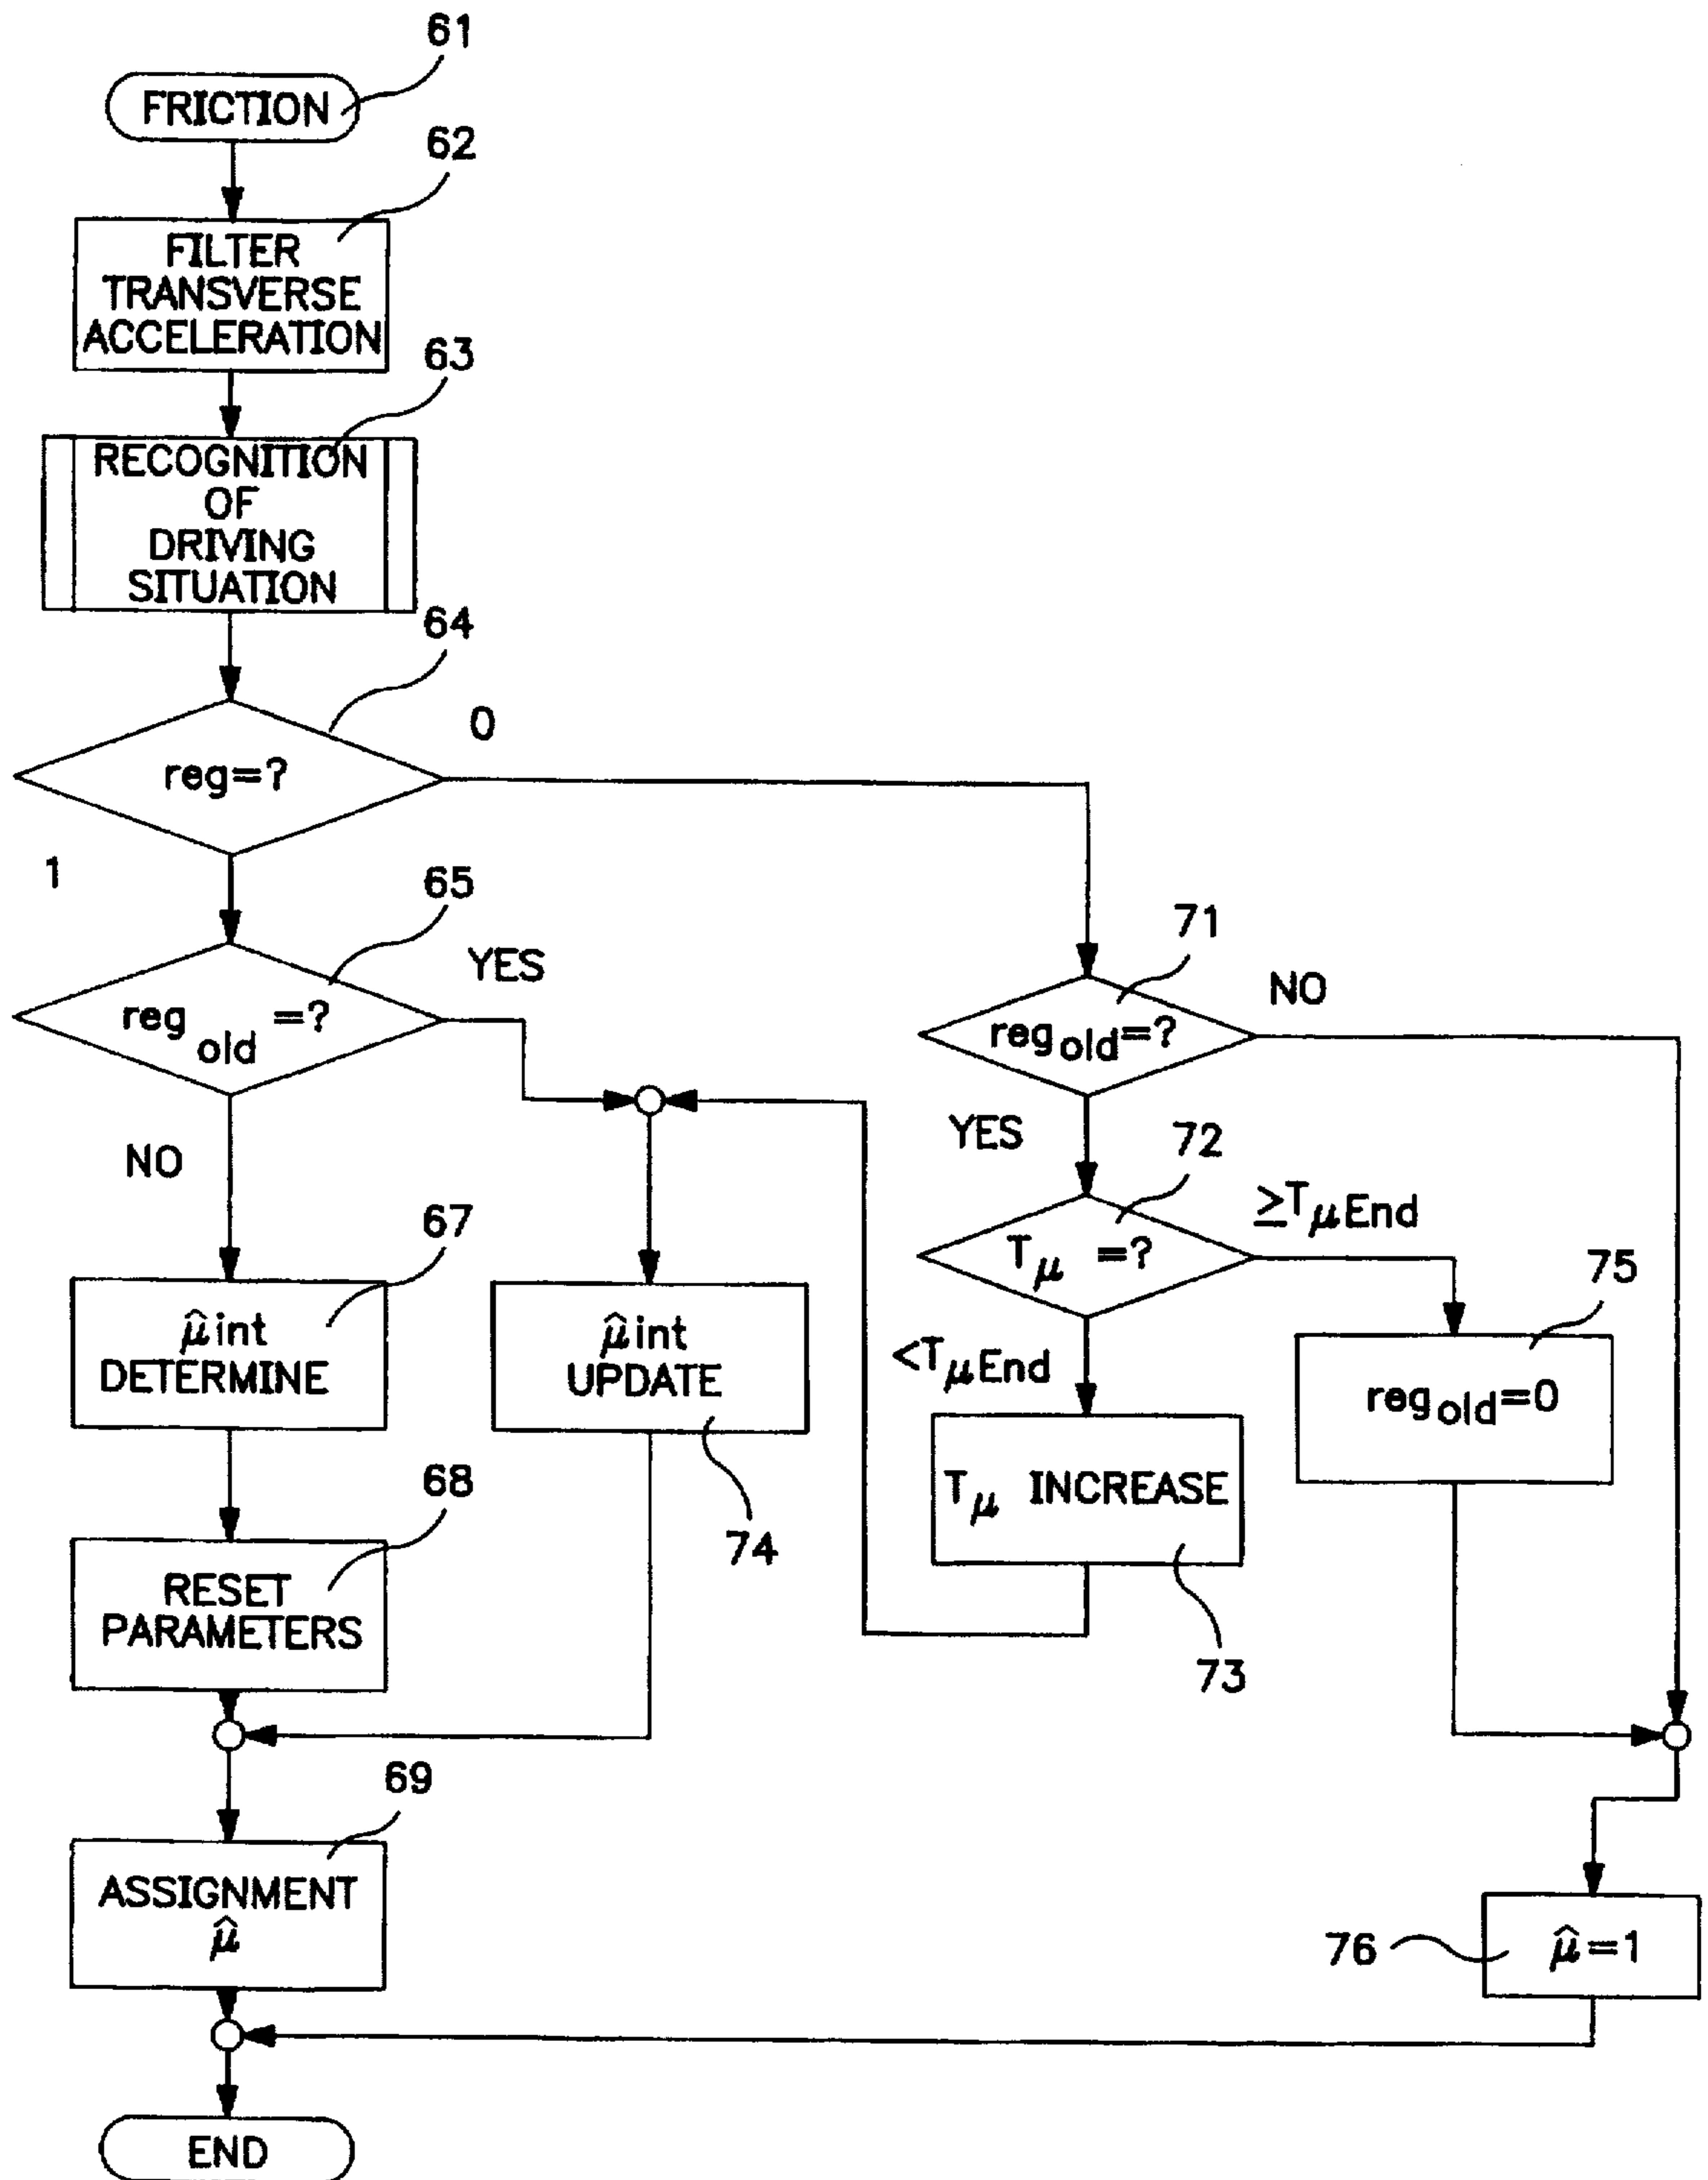 61
FRICTION
62
FILTER
TRANSVERSE
ACCELERATION
63
RECOGNITION
OF
DRIVING
SITUATION
64
reg=?
0
1
65
reg old =?
YES
NO
71
reg old=?
NO
YES
72
Tμ =?
≥TμEnd
<TμEnd
75
reg old=0
67
μ̂ int
DETERMINE
μ̂ int
UPDATE
74
Tμ INCREASE
73
68
RESET
PARAMETERS
69
ASSIGNMENT
μ̂
76
μ̂=1
END